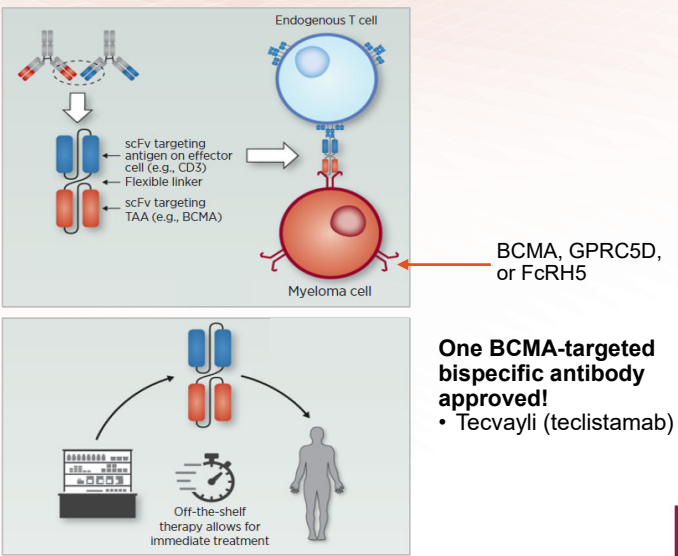 Endogenous T cell
scFv targeting
antigen on effector
cell (e.g., CD3)
Flexible linker
scFv targeting
TAA (e.g., BCMA)
Myeloma cell
BCMA, GPRC5D,
or FcRH5
One BCMA-targeted
bispecific antibody
approved!
• Tecvayli (teclistamab)
Off-the-shelf
therapy allows for
immediate treatment